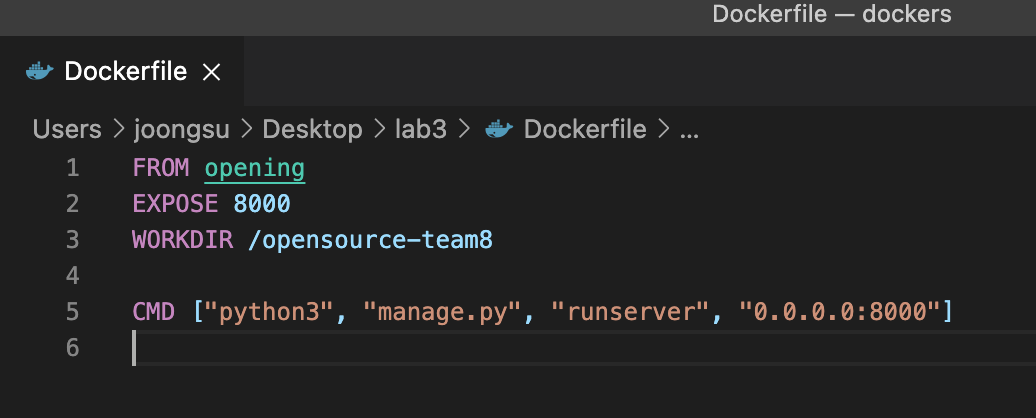 Dockerfile — dockers
Dockerfile ×
Users > joongsu > Desktop > lab3 > Dockerfile > ...
1 FROM opening
2 EXPOSE 8000
3 WORKDIR /opensource-team8
4
5 CMD ["python3", "manage.py", "runserver", "0.0.0.0:8000"]
6